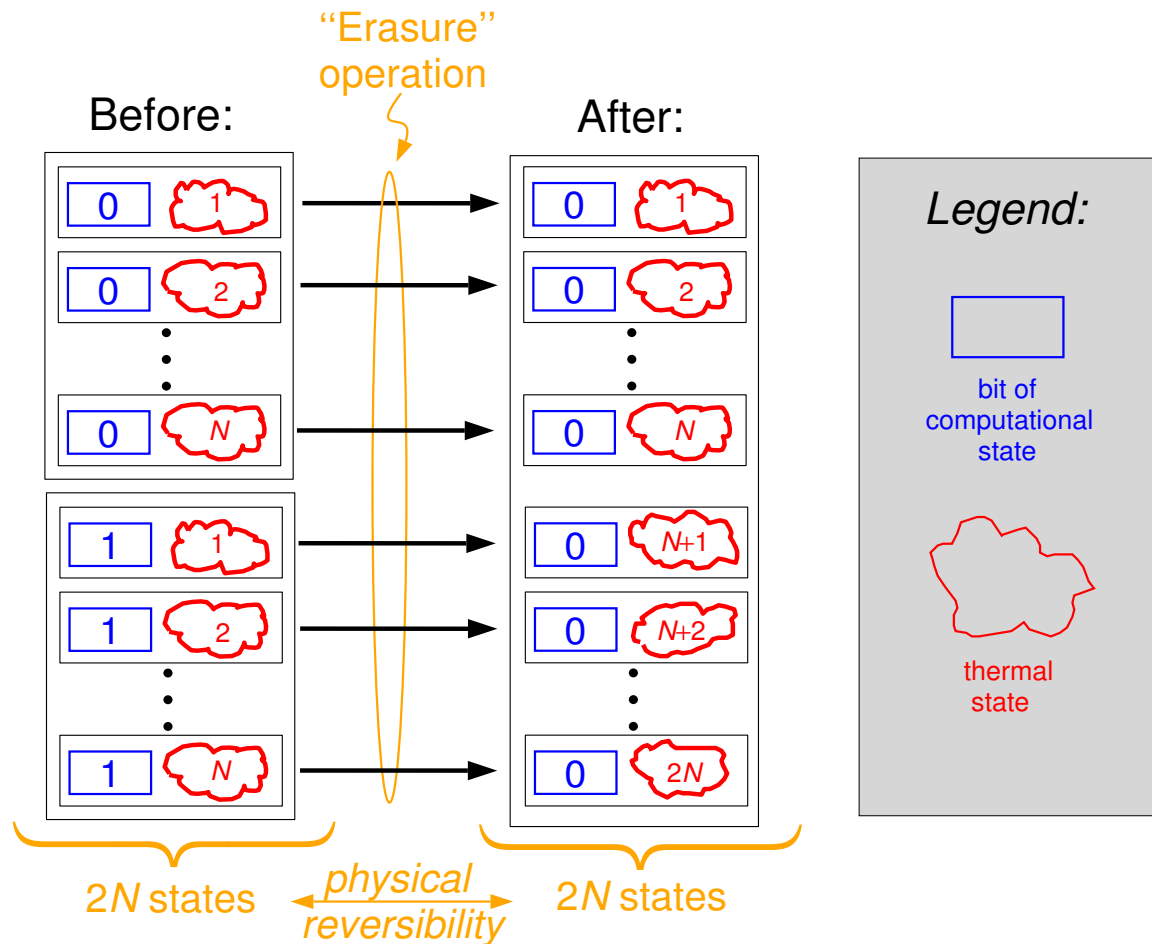 “Erasure”
operation
Before:
After:
0 1
0 1
0 2
0 2
0 N
0 N
1 1
0 N+1
1 2
0 N+2
1 N
0 2N
2N states
physical
reversibility
2N states
Legend:
bit of
computational
state
thermal
state